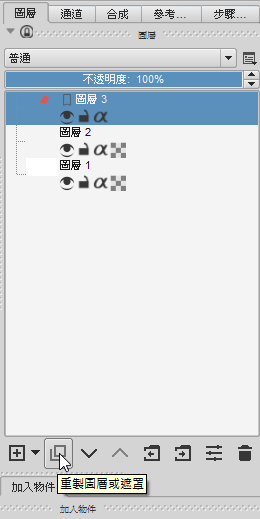 圖層 通道 合成 參考... 步驟...
圖層
普通
不透明度: 100%
圖層 3
α
圖層 2
α
圖層 1
α
重製圖層或遮罩
加入物件
加入物件